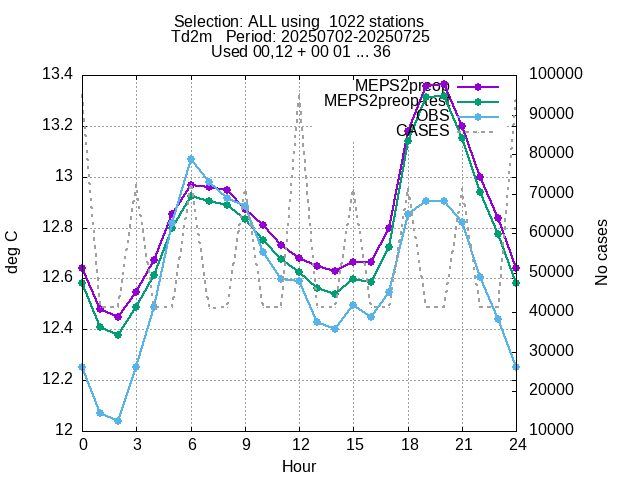 Selection: ALL using  1022 stations
Td2m   Period: 20250702-20250725
Used 00,12 + 00 01 ... 36
13.4
13.2
13
12.8
12.6
12.4
12.2
12
100000
90000
80000
70000
60000
50000
40000
30000
20000
10000
MEPS2preop
MEPS2preop
OBS
CASES
deg C
No cases
0
3
6
9
12
15
18
21
24
Hour